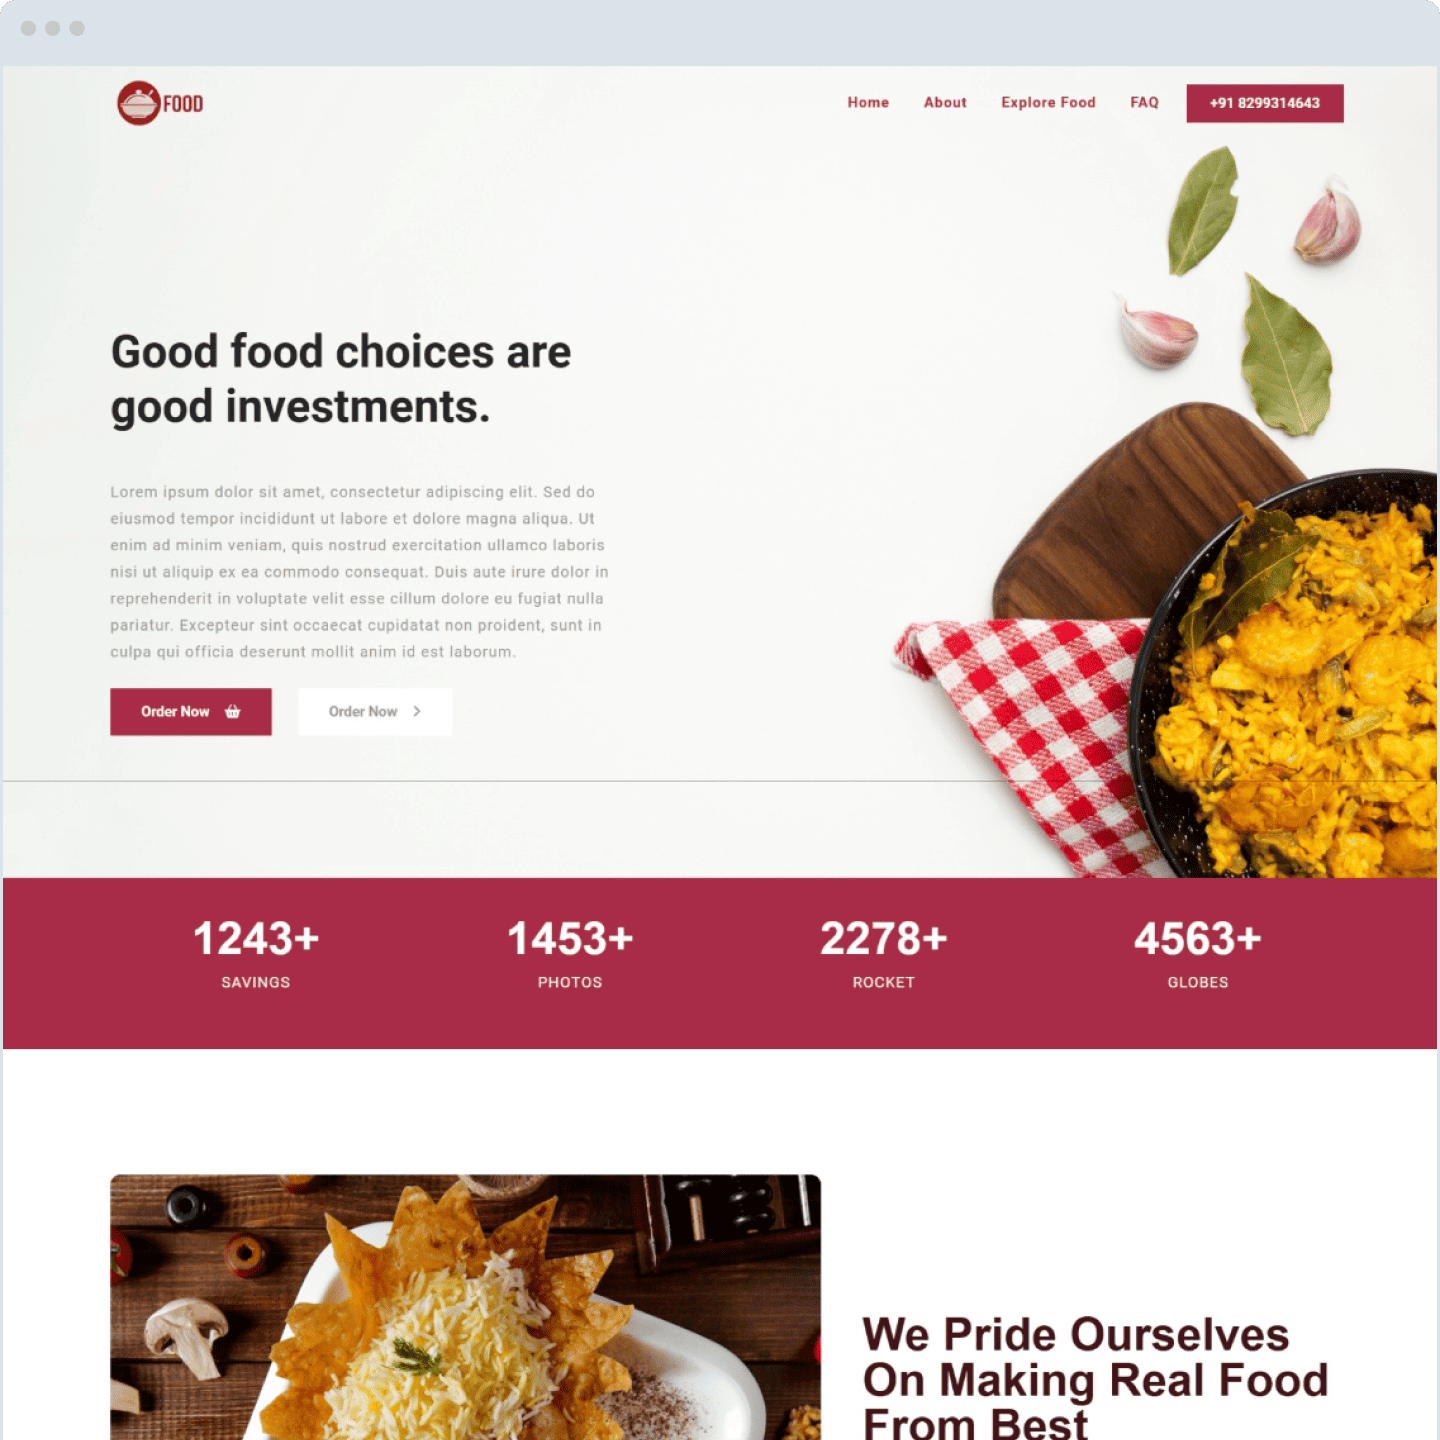 FOOD
Home About Explore Food FAQ +91 8299314643
Good food choices are
good investments.
Lorem ipsum dolor sit amet, consectetur adipiscing elit. Sed do
eiusmod tempor incididunt ut labore et dolore magna aliqua. Ut
enim ad minim veniam, quis nostrud exercitation ullamco laboris
nisi ut aliquip ex ea commodo consequat. Duis aute irure dolor in
reprehenderit in voluptate velit esse cillum dolore eu fugiat nulla
pariatur. Excepteur sint occaecat cupidatat non proident, sunt in
culpa qui officia deserunt mollit anim id est laborum.
Order Now Order Now
1243+ 1453+ 2278+ 4563+
SAVINGS PHOTOS ROCKET GLOBES
We Pride Ourselves
On Making Real Food
From Best